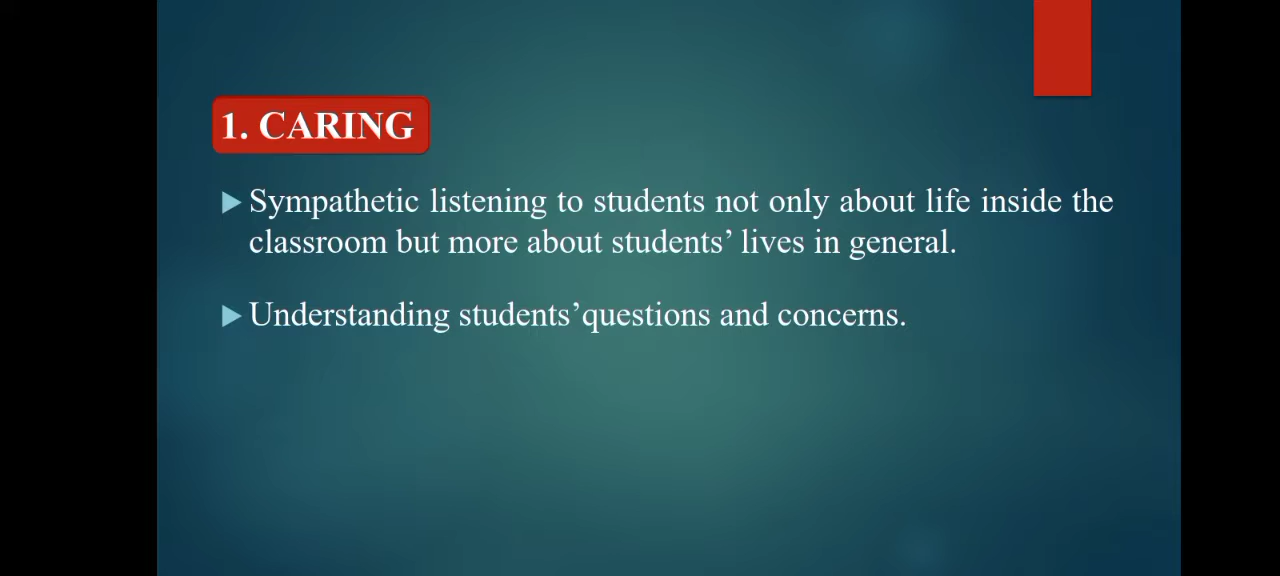 1. CARING
Sympathetic listening to students not only about life inside the
classroom but more about students’ lives in general.
Understanding students’questions and concerns.